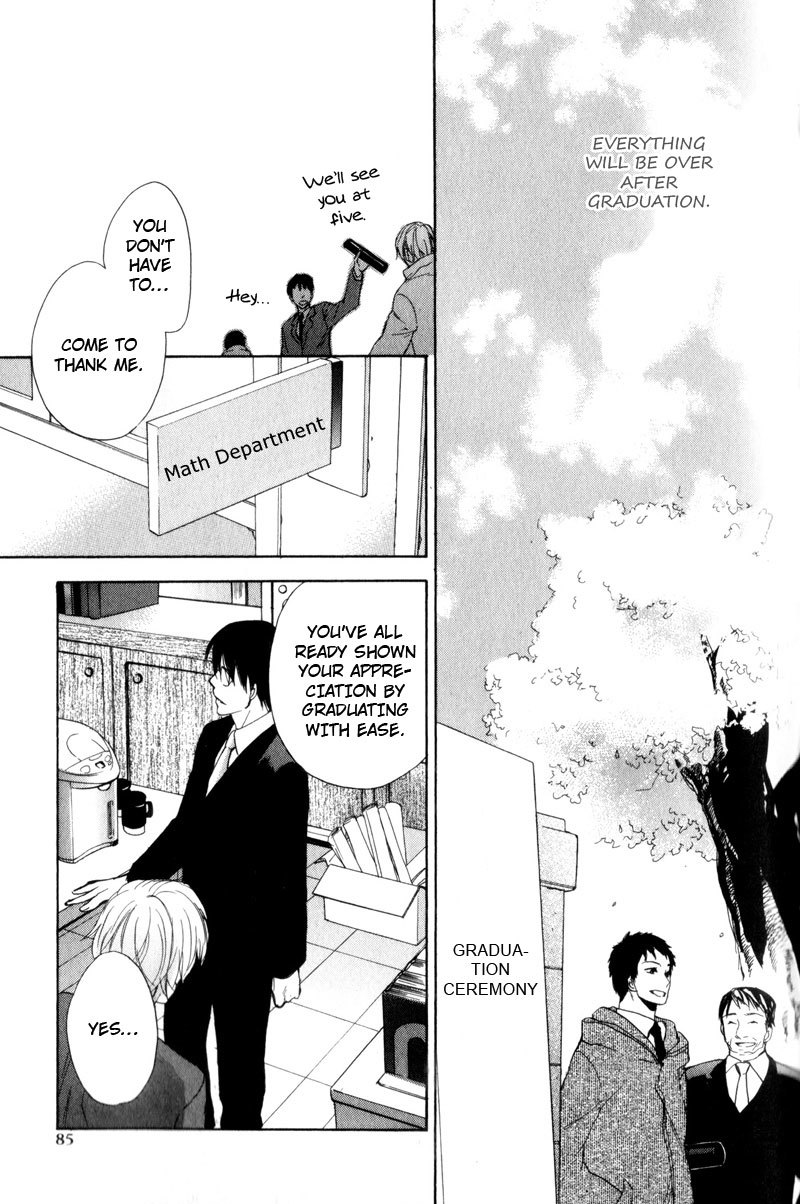 EVERYTHING
WILL BE OVER
AFTER
GRADUATION.
GRADUA-
TION
CEREMONY
We'll see
you at
five.
Hey...
YOU
DON'T
HAVE
TO...
COME TO
THANK ME.
Math Department
YOU'VE ALL
READY SHOWN
YOUR APPRE-
CIATION BY
GRADUATING
WITH EASE.
YES...
85